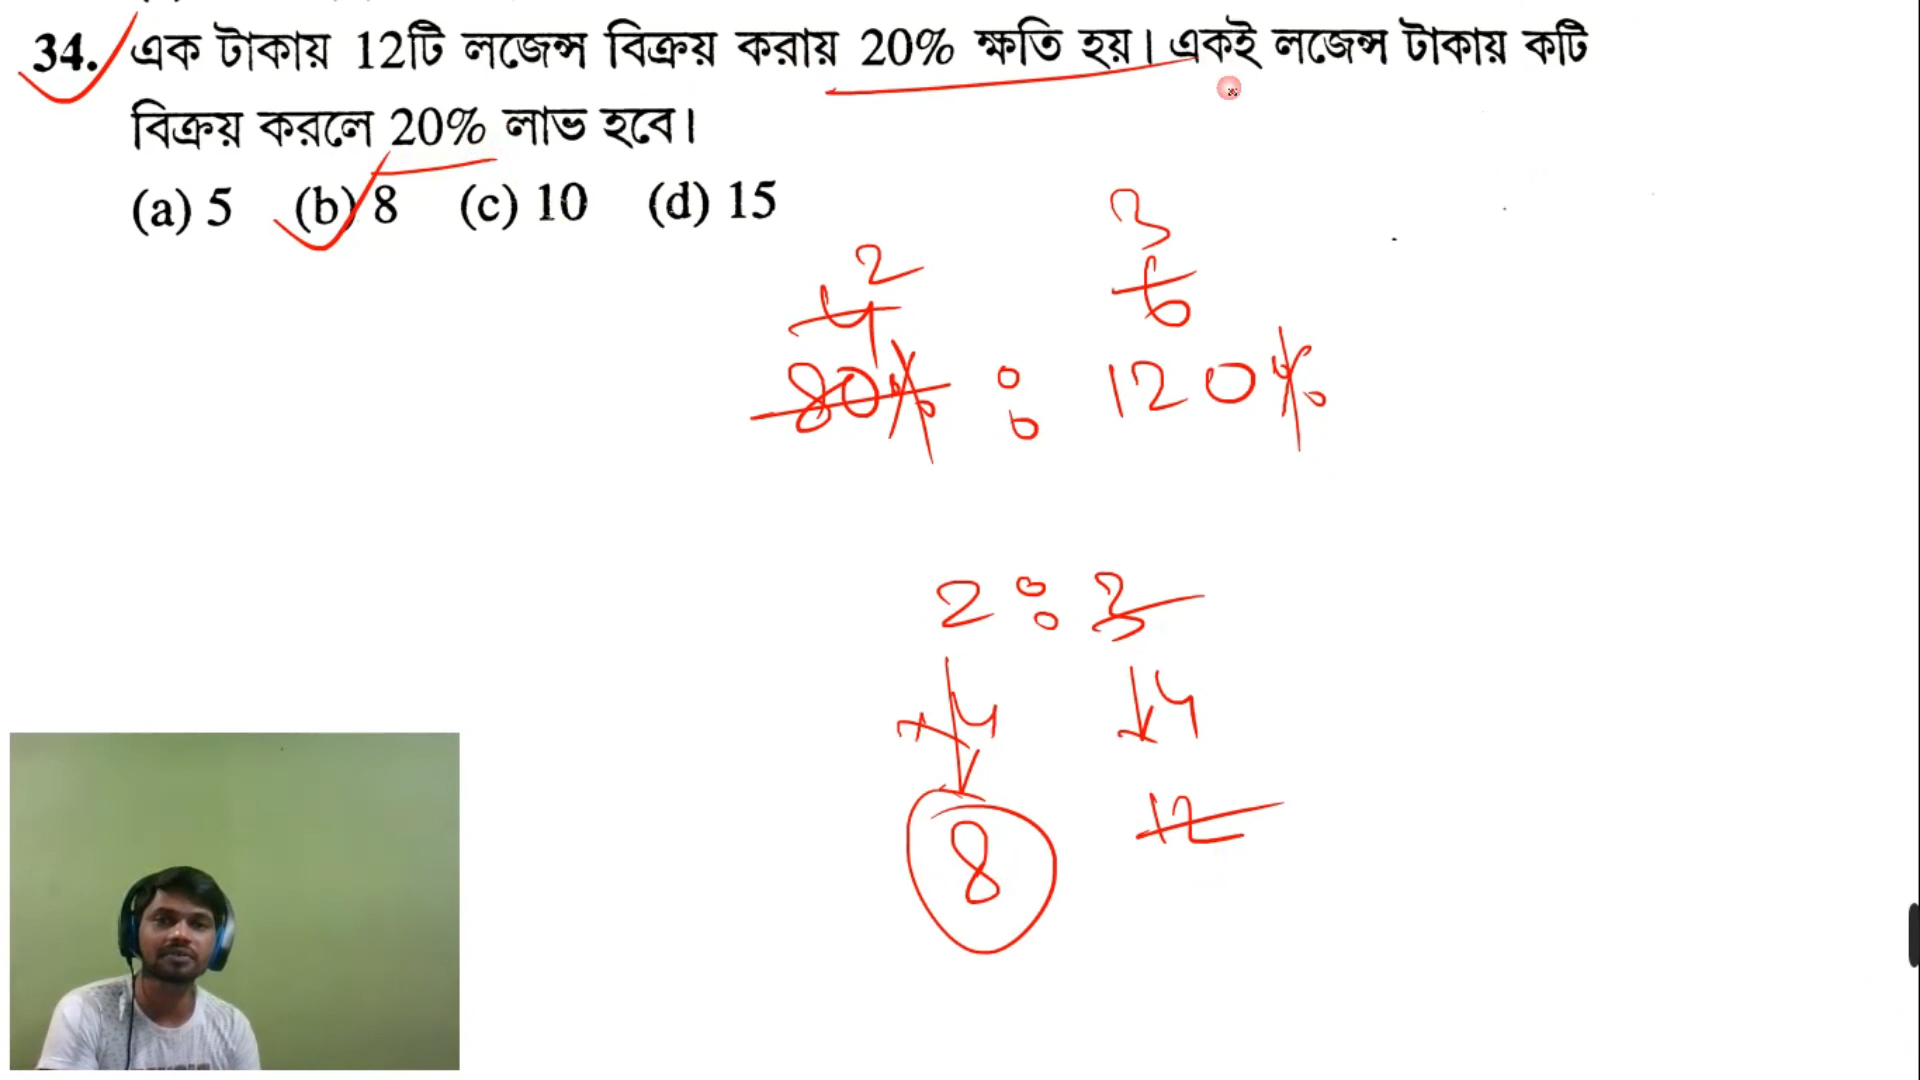 34. এক টাকায় 12টি লজেন্স বিক্রয় করায় 20% ক্ষতি হয়। একই লজেন্স টাকায় কটি
বিক্রয় করলে 20% লাভ হবে।
(a) 5 (b) 8 (c) 10 (d) 15
2 3
4 6
80% : 120%
2 : 3
4 4
8 12